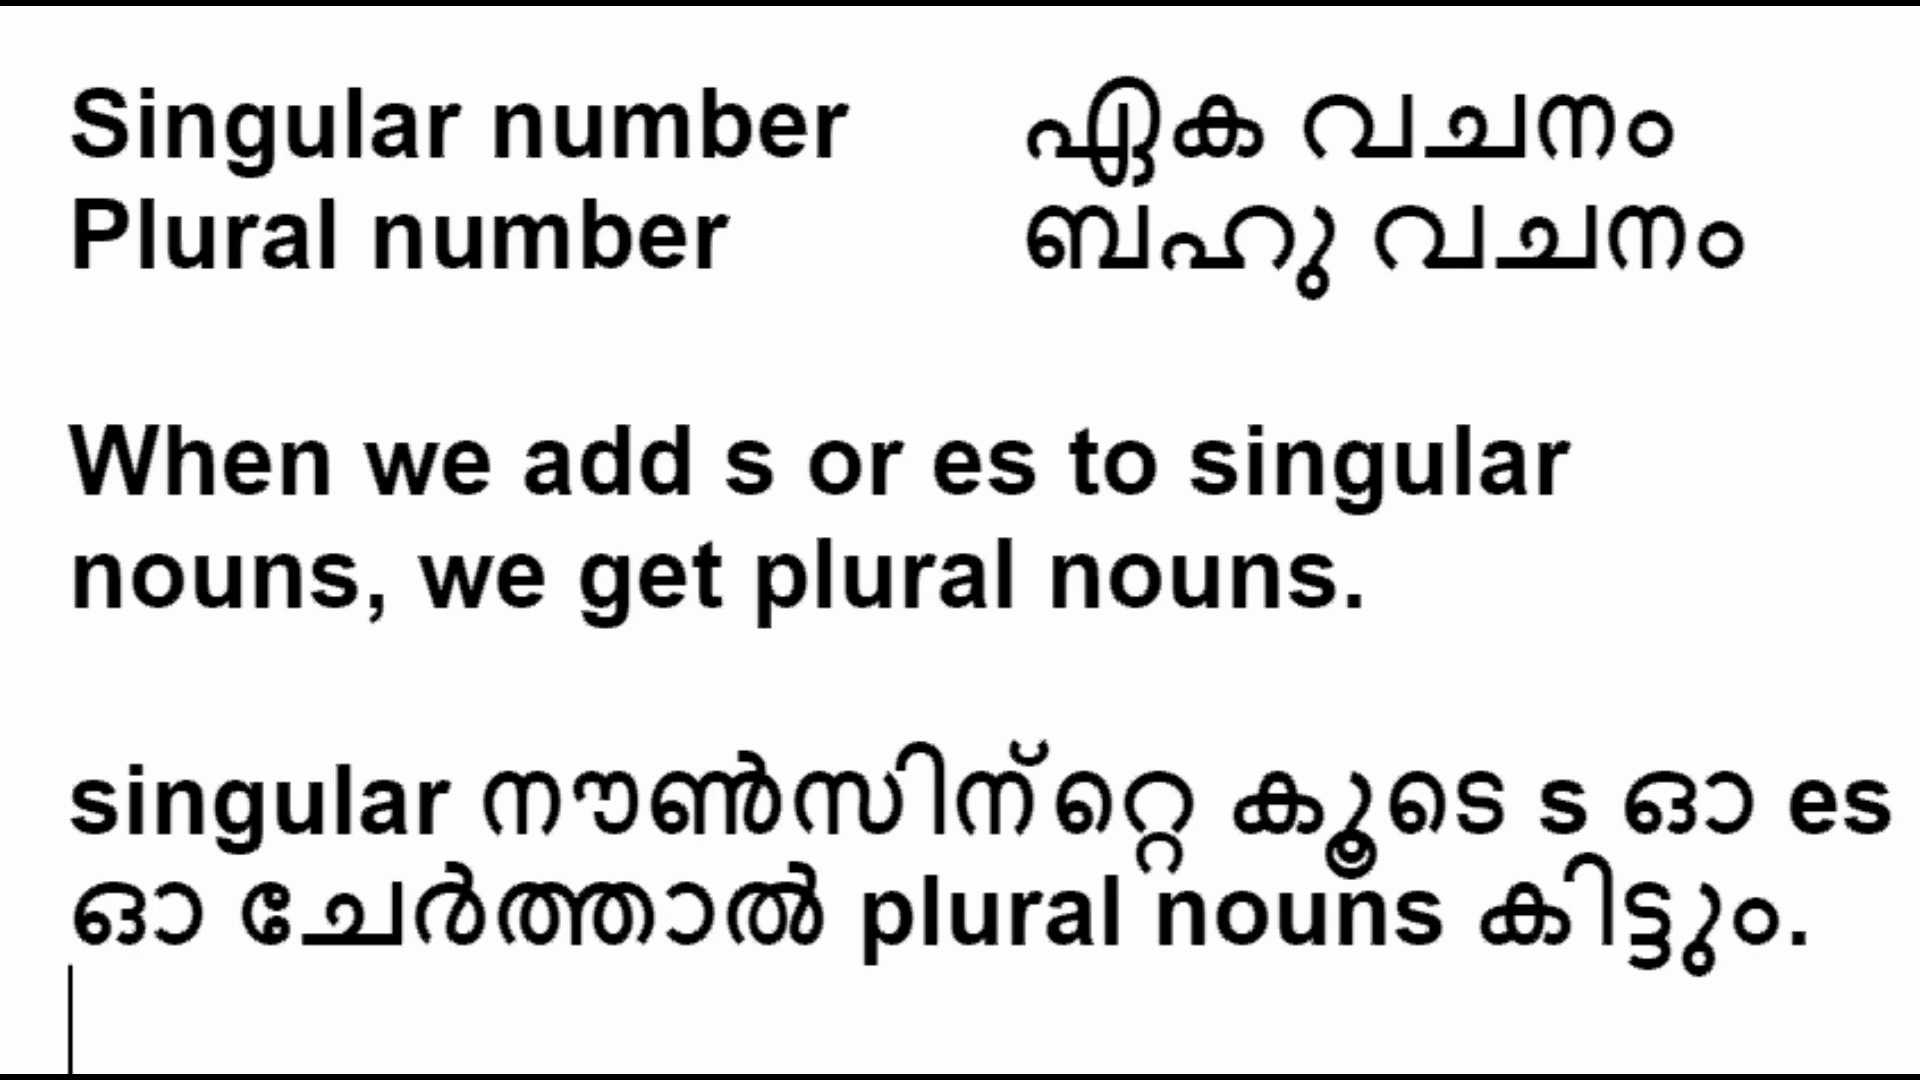 Singular number ഏക വചനം
Plural number ബഹു വചനം
When we add s or es to singular
nouns, we get plural nouns.
singular നൗൺസിന്റെ കൂടെ s ഓ es
ഓ ചേർത്താൽ plural nouns കിട്ടും.